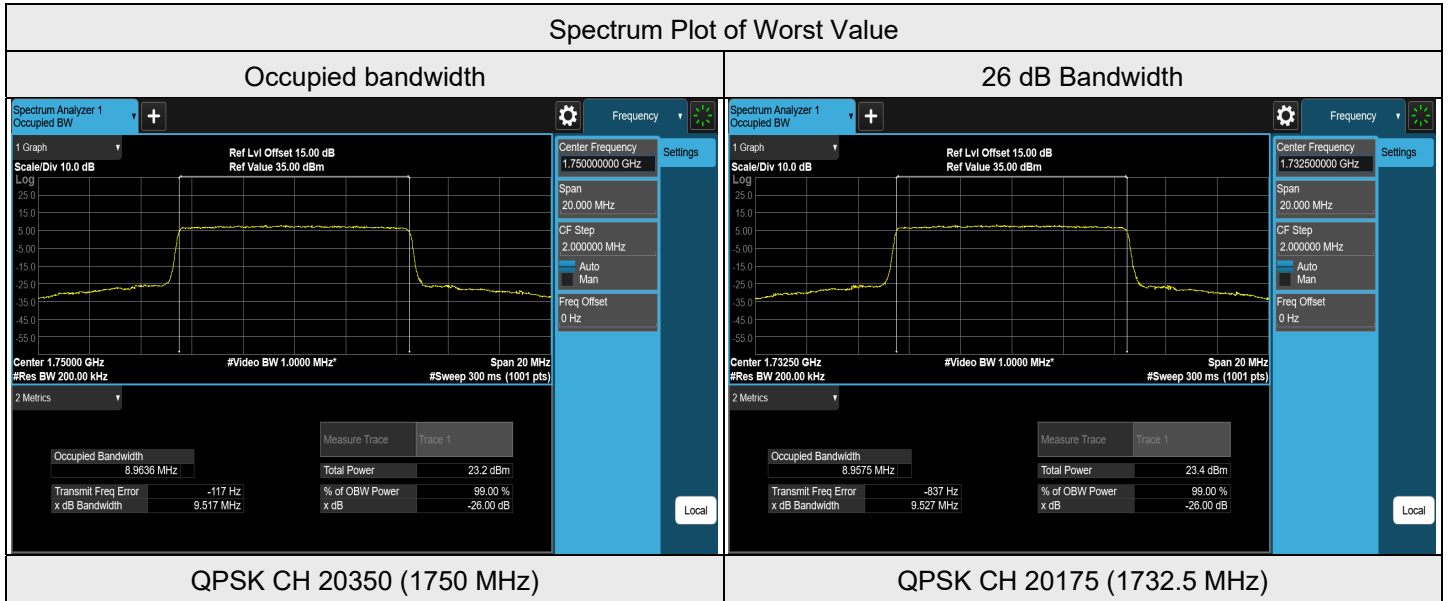 Spectrum Plot of Worst Value
Occupied bandwidth
26 dB Bandwidth
Spectrum Analyzer 1
Occupied BW
+
Frequency
1 Graph
Scale/Div 10.0 dB
Ref Lvl Offset 15.00 dB
Ref Value 35.00 dBm
Log
25.0
15.0
5.00
-5.00
-15.0
-25.0
-35.0
-45.0
-55.0
Center 1.75000 GHz
#Video BW 1.0000 MHz*
Span 20 MHz
#Res BW 200.00 kHz
#Sweep 300 ms (1001 pts)
Center Frequency
1.750000000 GHz
Settings
Span
20.000 MHz
CF Step
2.000000 MHz
Auto
Man
Freq Offset
0 Hz
Local
2 Metrics
Measure Trace Trace 1
Occupied Bandwidth
8.9636 MHz
Total Power 23.2 dBm
Transmit Freq Error -117 Hz
% of OBW Power 99.00 %
x dB Bandwidth 9.517 MHz
x dB -26.00 dB
Spectrum Analyzer 1
Occupied BW
+
Frequency
1 Graph
Scale/Div 10.0 dB
Ref Lvl Offset 15.00 dB
Ref Value 35.00 dBm
Log
25.0
15.0
5.00
-5.00
-15.0
-25.0
-35.0
-45.0
-55.0
Center 1.73250 GHz
#Video BW 1.0000 MHz*
Span 20 MHz
#Res BW 200.00 kHz
#Sweep 300 ms (1001 pts)
Center Frequency
1.732500000 GHz
Settings
Span
20.000 MHz
CF Step
2.000000 MHz
Auto
Man
Freq Offset
0 Hz
Local
2 Metrics
Measure Trace Trace 1
Occupied Bandwidth
8.9575 MHz
Total Power 23.4 dBm
Transmit Freq Error -837 Hz
% of OBW Power 99.00 %
x dB Bandwidth 9.527 MHz
x dB -26.00 dB
QPSK CH 20350 (1750 MHz)
QPSK CH 20175 (1732.5 MHz)